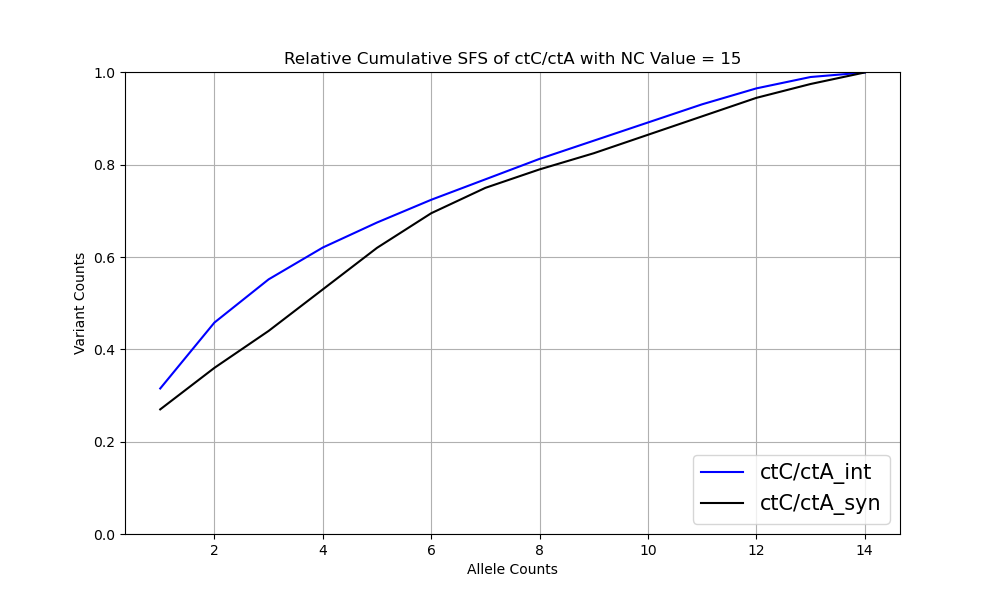 Relative Cumulative SFS of ctC/ctA with NC Value = 15
1.0
0.8
0.6
0.4
0.2
0.0
Variant Counts
2 4 6 8 10 12 14
Allele Counts
ctC/ctA_int
ctC/ctA_syn